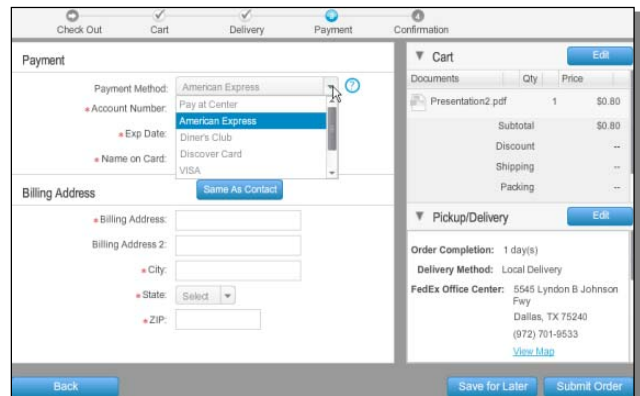 Check Out
Cart
Delivery
Payment
Confirmation
Payment
Payment Method:
American Express
?
Pay at Center
American Express
Diner's Club
Discover Card
VISA
* Account Number:
* Exp Date:
* Name on Card:
Billing Address
Same As Contact
* Billing Address:
Billing Address 2:
* City:
* State:
Select
* ZIP:
Cart
Edit
Documents Qty Price
Presentation2.pdf 1 $0.80
Subtotal $0.80
Discount --
Shipping --
Packing --
Pickup/Delivery
Edit
Order Completion: 1 day(s)
Delivery Method: Local Delivery
FedEx Office Center: 5545 Lyndon B Johnson
Fwy
Dallas, TX 75240
(972) 701-9533
View Map
Back
Save for Later
Submit Order